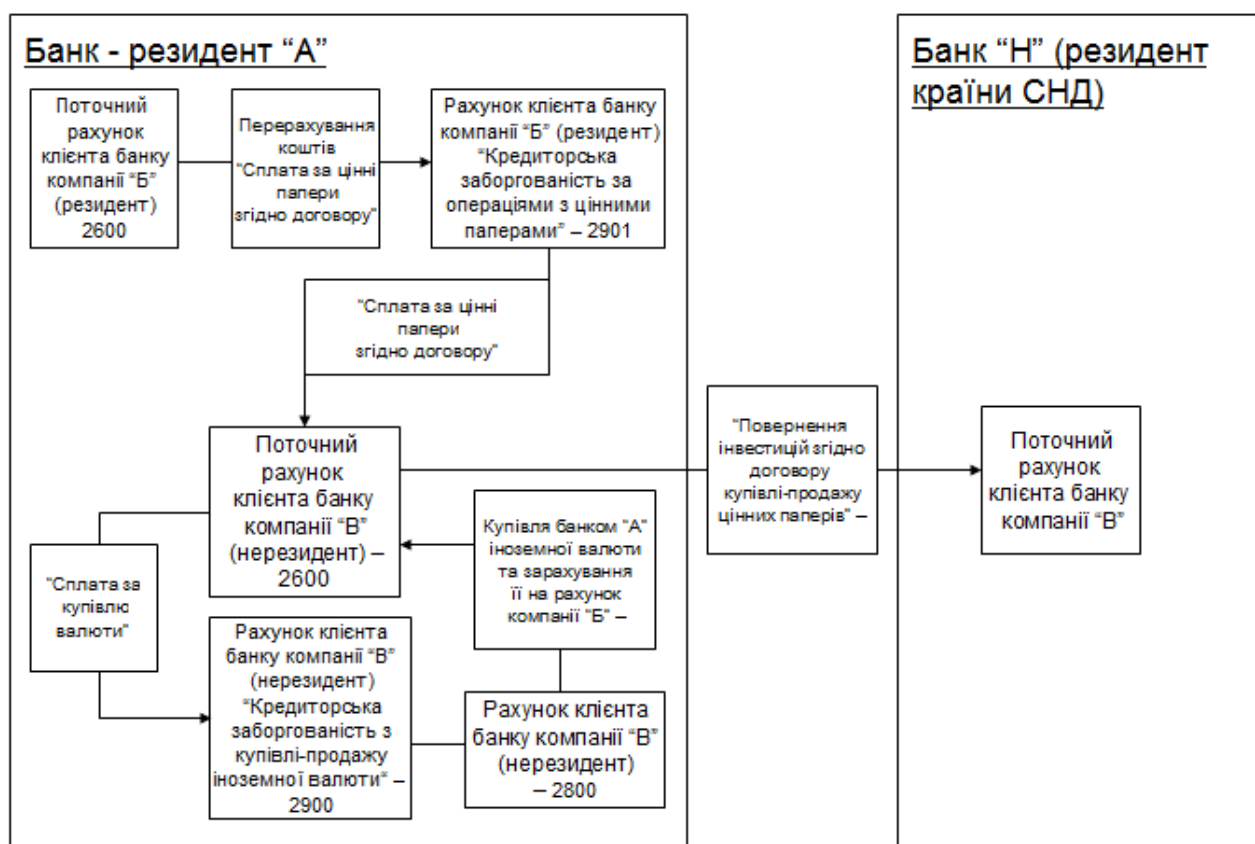 Банк - резидент “А”
Банк “Н” (резидент
країни СНД)
Поточний
рахунок
клієнта банку
компанії “Б”
(резидент)
2600
Перерахування
коштів
“Сплата за цінні
папери
згідно договору”
Рахунок клієнта банку
компанії “Б” (резидент)
“Кредиторська
заборгованість за
операціями з цінними
паперами” – 2901
“Сплата за цінні
папери
згідно договору”
Поточний
рахунок
клієнта банку
компанії “В”
(нерезидент) –
2600
“Повернення
інвестицій згідно
договору
купівлі-продажу
цінних паперів” –
Поточний
рахунок
клієнта банку
компанії “В”
Купівля банком “А”
іноземної валюти
та зарахування
її на рахунок
компанії “Б” –
“Сплата за
купівлю
валюти”
Рахунок клієнта
банку компанії “В”
(нерезидент)
“Кредиторська
заборгованість з
купівлі-продажу
іноземної валюти“ –
2900
Рахунок клієнта
банку компанії “В”
(нерезидент)
– 2800